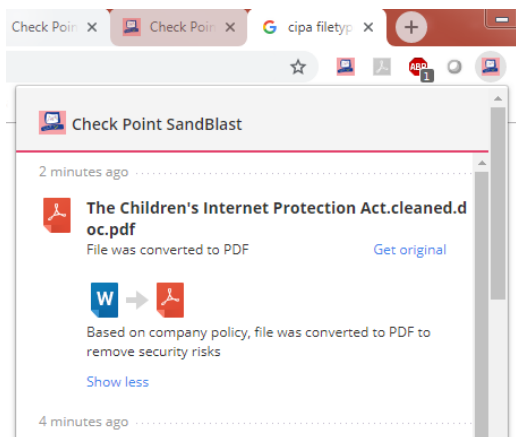 Check Poin
Check Poin
cipa filetyp
ABP
1
Check Point SandBlast
2 minutes ago
The Children's Internet Protection Act.cleaned.d
oc.pdf
File was converted to PDF Get original
W
Based on company policy, file was converted to PDF to
remove security risks
Show less
4 minutes ago